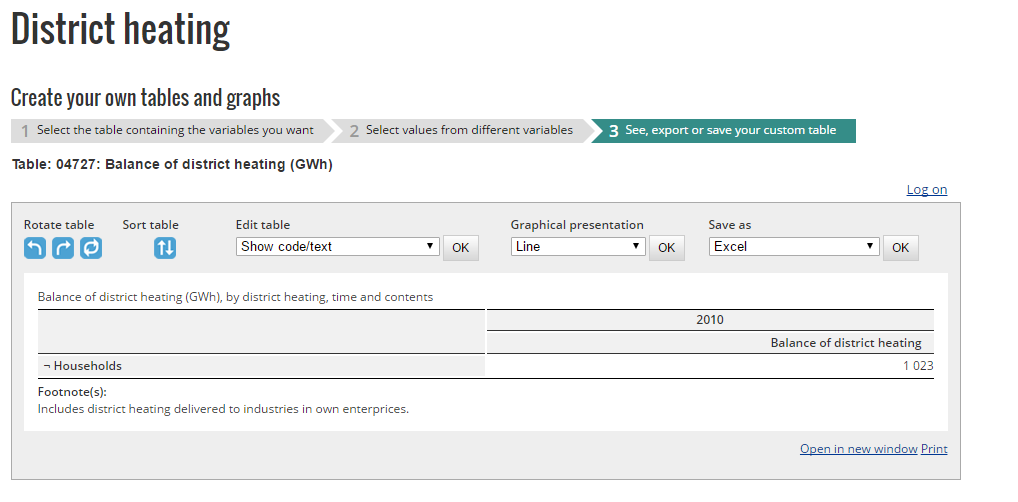 District heating
Create your own tables and graphs
1 Select the table containing the variables you want 2 Select values from different variables 3 See, export or save your custom table
Table: 04727: Balance of district heating (GWh)
Log on
Rotate table Sort table Edit table Graphical presentation Save as
Show code/text OK Line OK Excel OK
Balance of district heating (GWh), by district heating, time and contents
2010
Balance of district heating
¬ Households 1 023
Footnote(s):
Includes district heating delivered to industries in own enterprices.
Open in new window Print